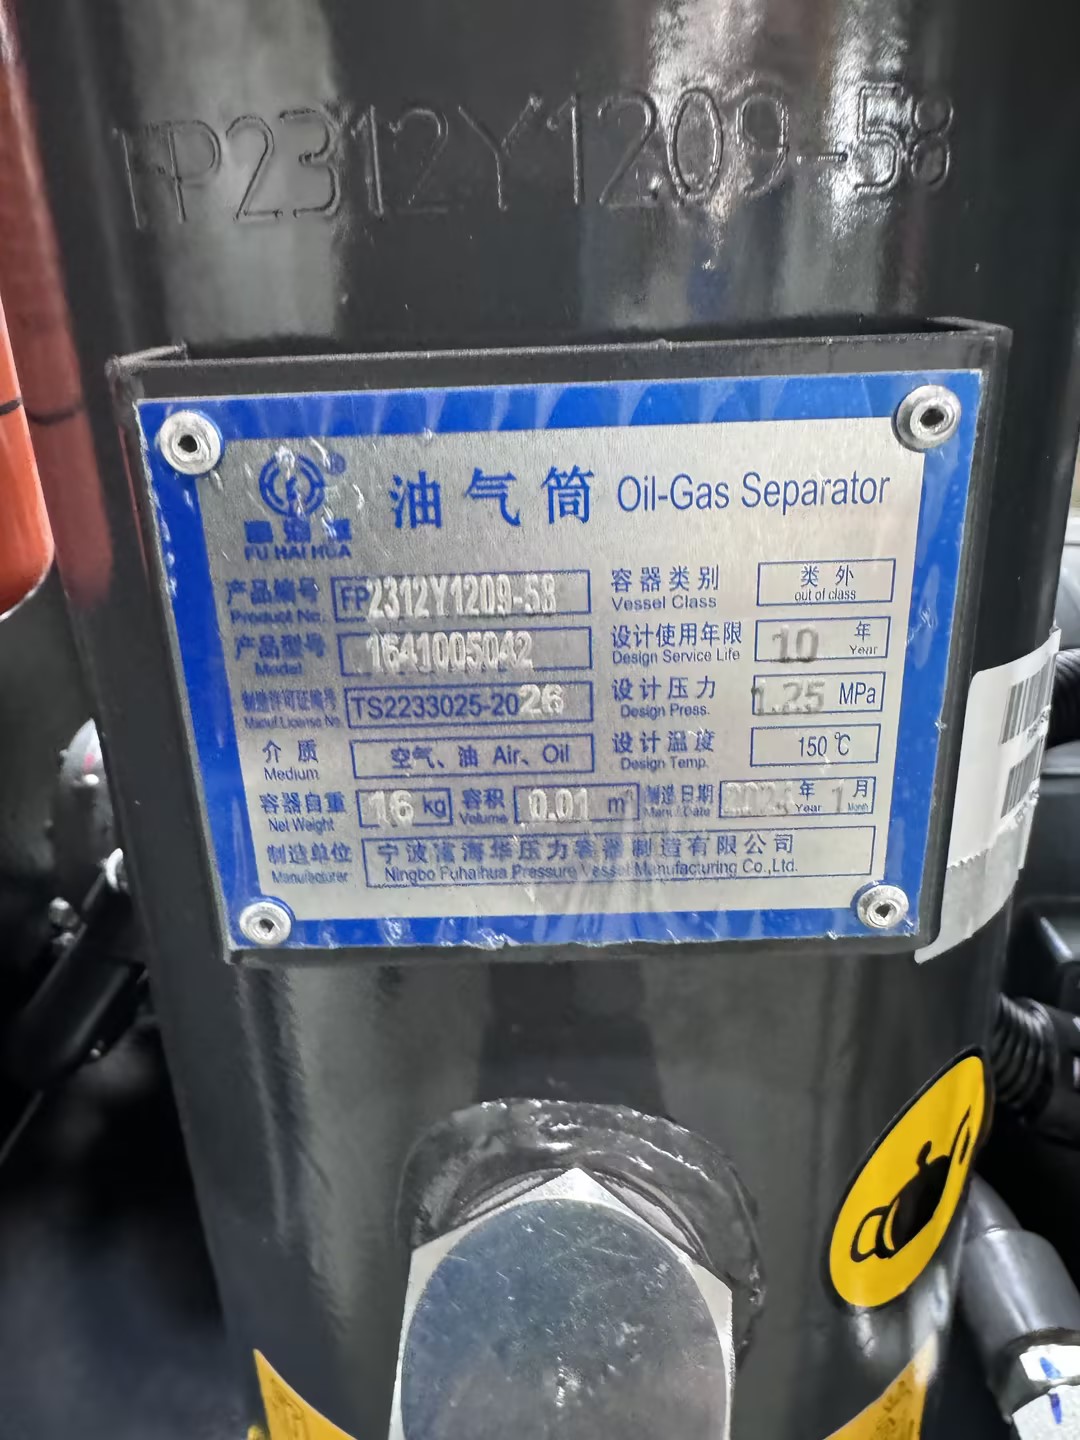 FP2312Y1209-58
FU HAI HUA
油气筒 Oil-Gas Separator
产品编号 Product No. FP2312Y1209-58
容器类别 Vessel Class 类外 out of class
产品型号 Model 1641005042
设计使用年限 Design Service Life 10 年 Year
制造许可证编号 Manuf.License No. TS2233025-2026
设计压力 Design Press. 1.25 MPa
介质 Medium 空气、油 Air、Oil
设计温度 Design Temp. 150℃
容器自重 Net Weight 16 kg 容积 Volume 0.01 m³ 制造日期 Manu. Date 年 Year 1 月 Month
制造单位 Manufacturer 宁波富海华压力容器制造有限公司
Ningbo Fuhaihua Pressure Vessel Manufacturing Co.,Ltd.